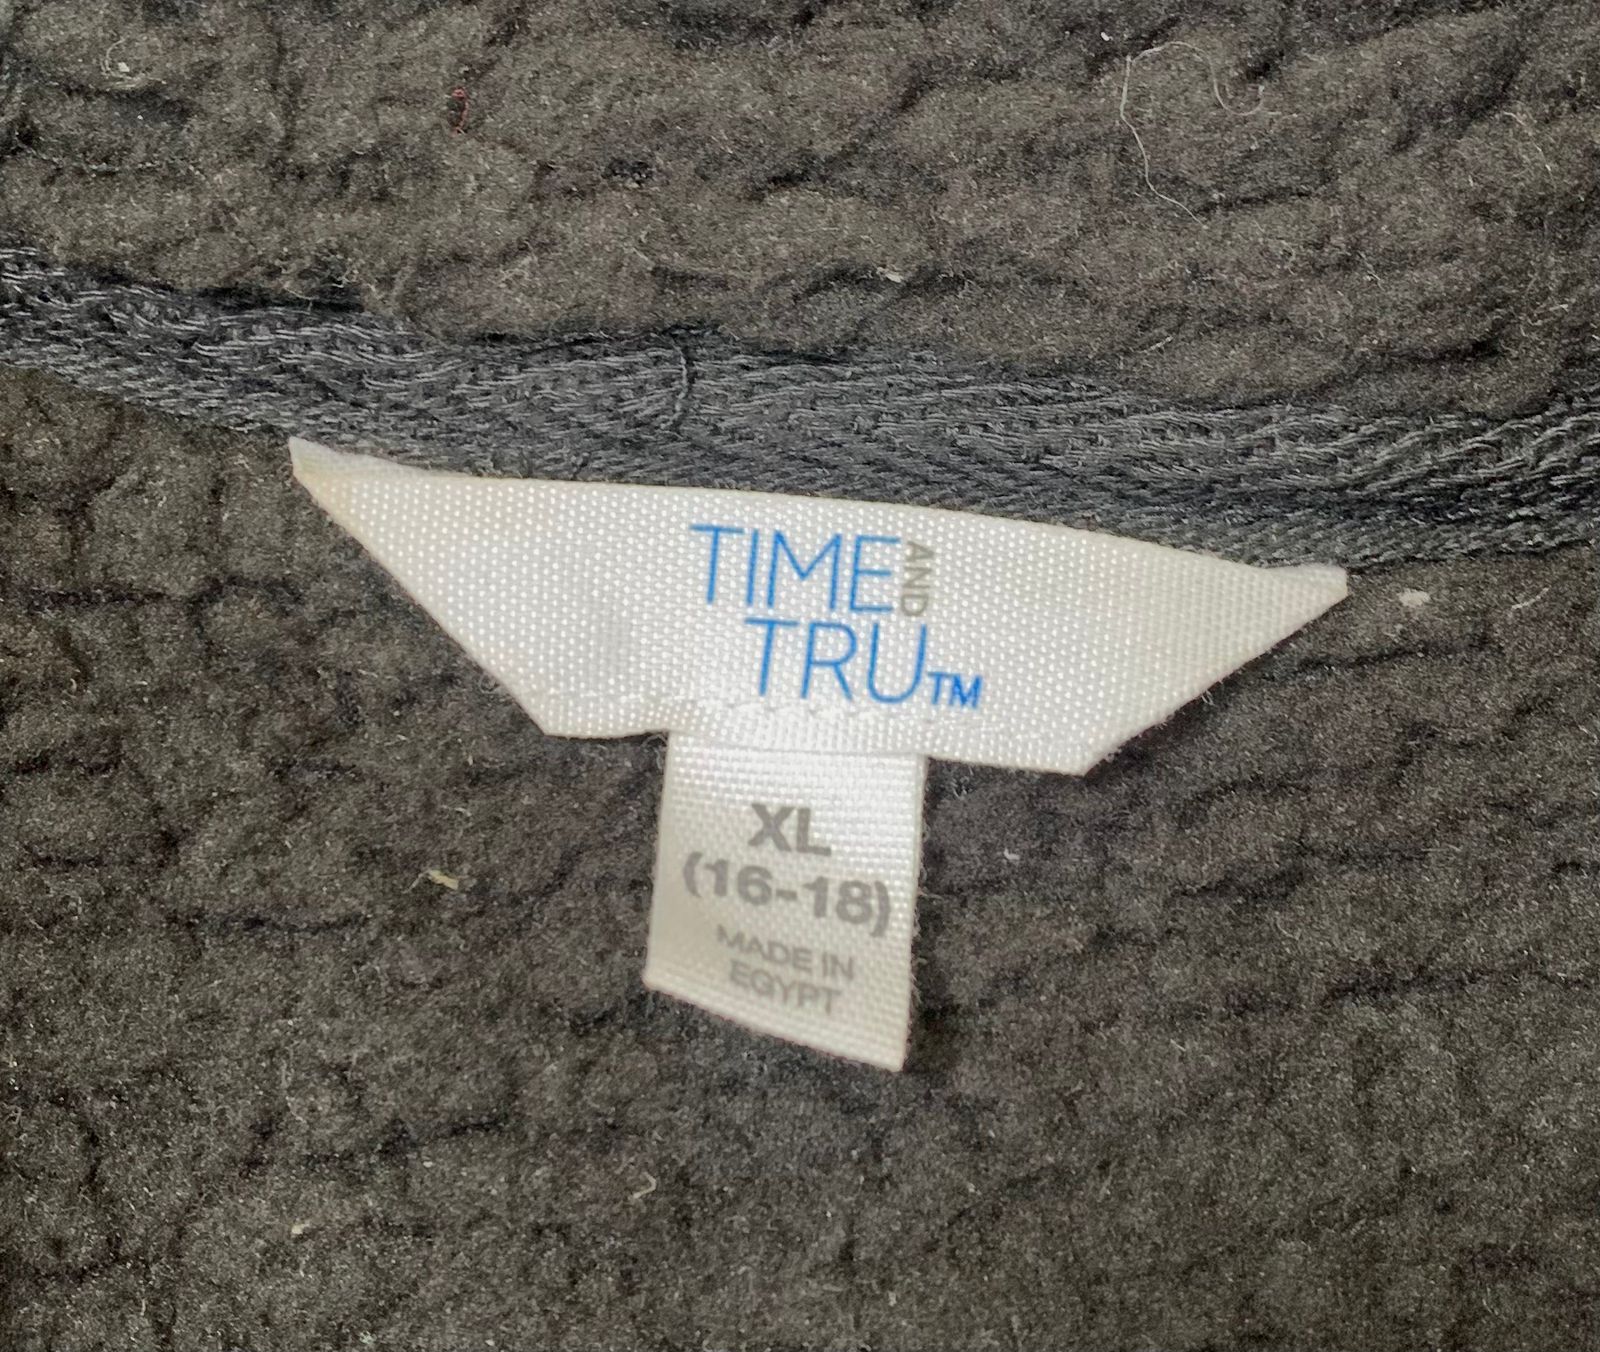 TIME AND
TRU™
XL
(16-18)
MADE IN
EGYPT